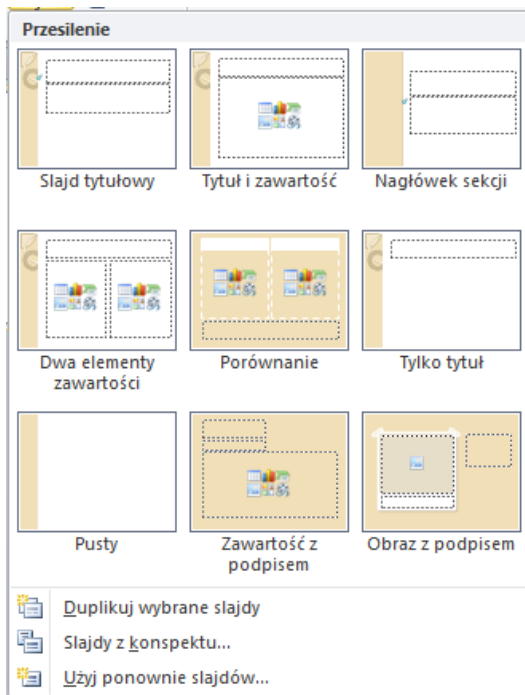 Przesilenie
Slajd tytułowy
Tytuł i zawartość
Nagłówek sekcji
Dwa elementy
zawartości
Porównanie
Tylko tytuł
Pusty
Zawartość z
podpisem
Obraz z podpisem
Duplikuj wybrane slajdy
Slajdy z konspektu...
Użyj ponownie slajdów...